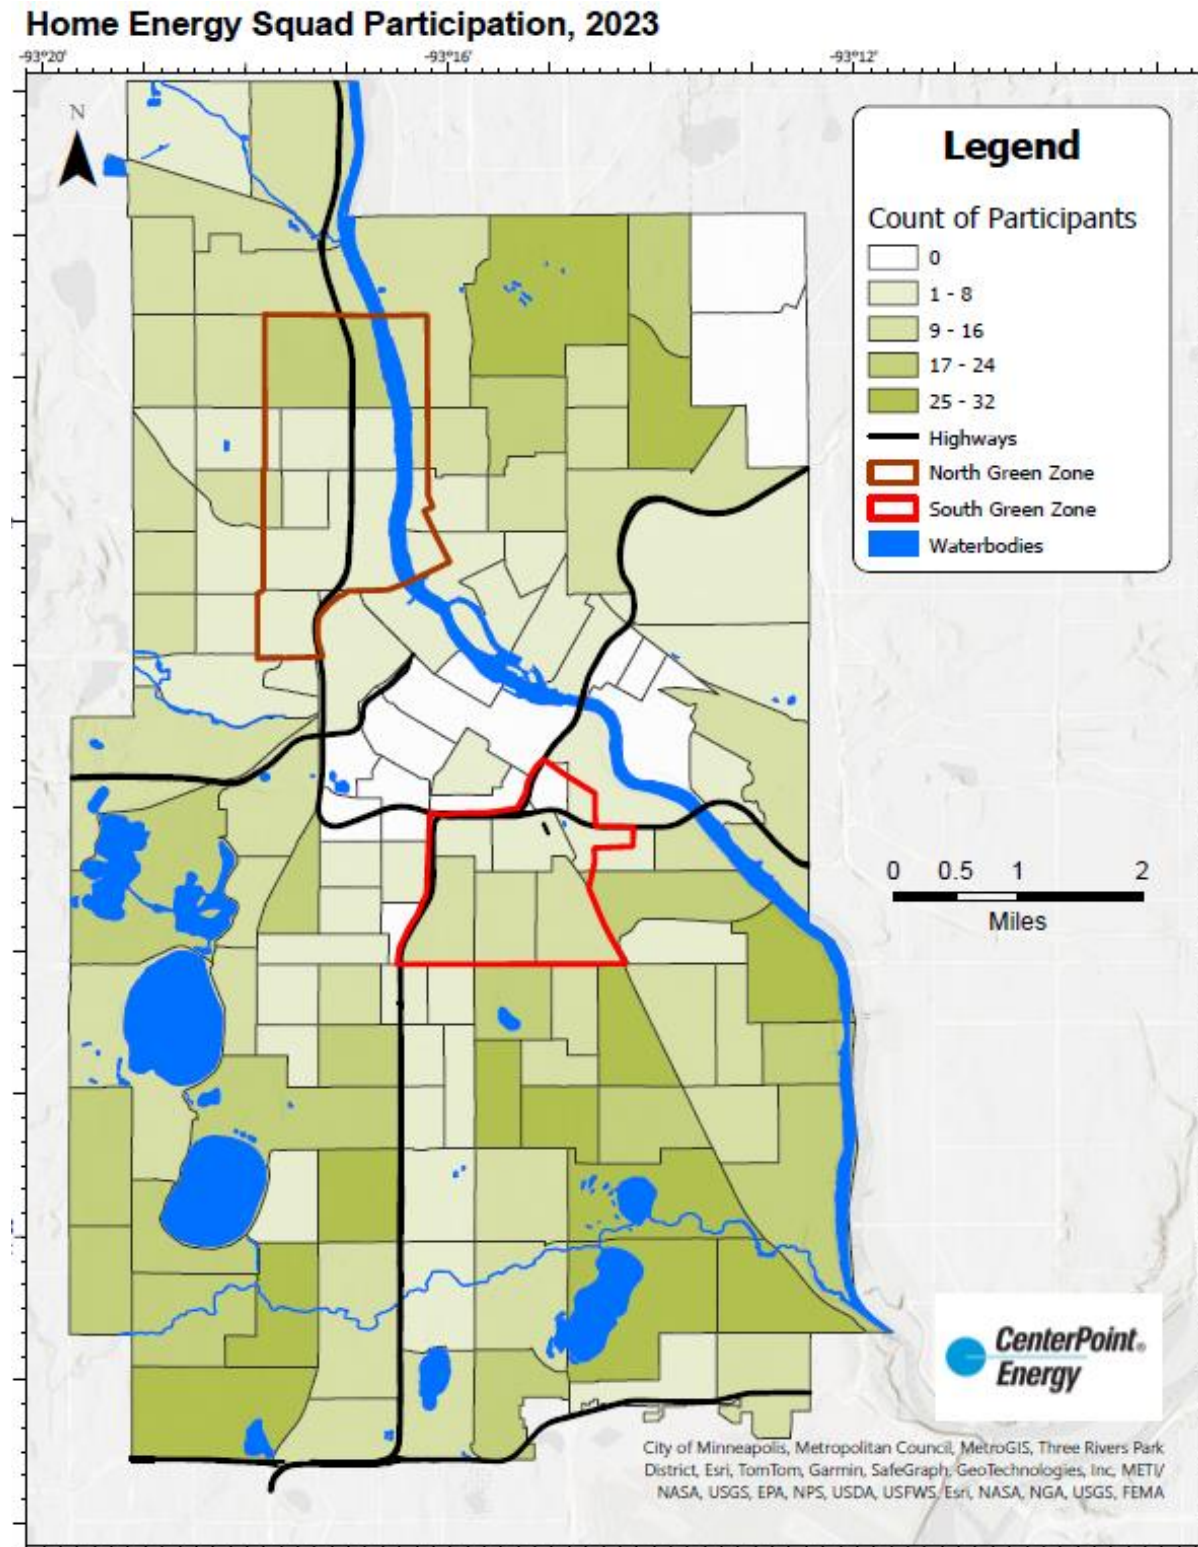 Home Energy Squad Participation, 2023
-93°20'
-93°16'
-93°12'
N
Legend
Count of Participants
0
1 - 8
9 - 16
17 - 24
25 - 32
Highways
North Green Zone
South Green Zone
Waterbodies
0 0.5 1 2
Miles
CenterPoint®
Energy
City of Minneapolis, Metropolitan Council, MetroGIS, Three Rivers Park
District, Esri, TomTom, Garmin, SafeGraph, GeoTechnologies, Inc, METI/
NASA, USGS, EPA, NPS, USDA, USFWS, Esri, NASA, NGA, USGS, FEMA